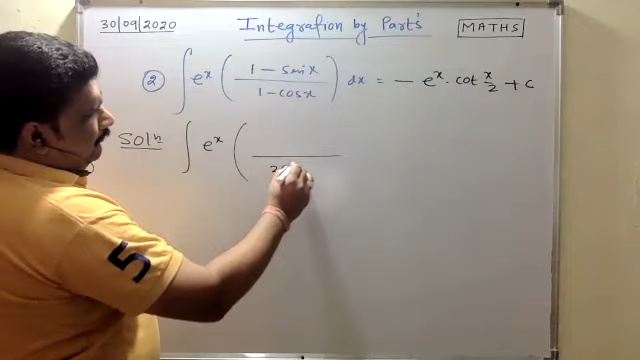 30/09/2020 Integration by Part's MATHS
② ∫ eˣ ( (1 - sin x) / (1 - cos x) ) dx = - eˣ . cot x/2 + c
Solⁿ ∫ eˣ (
5